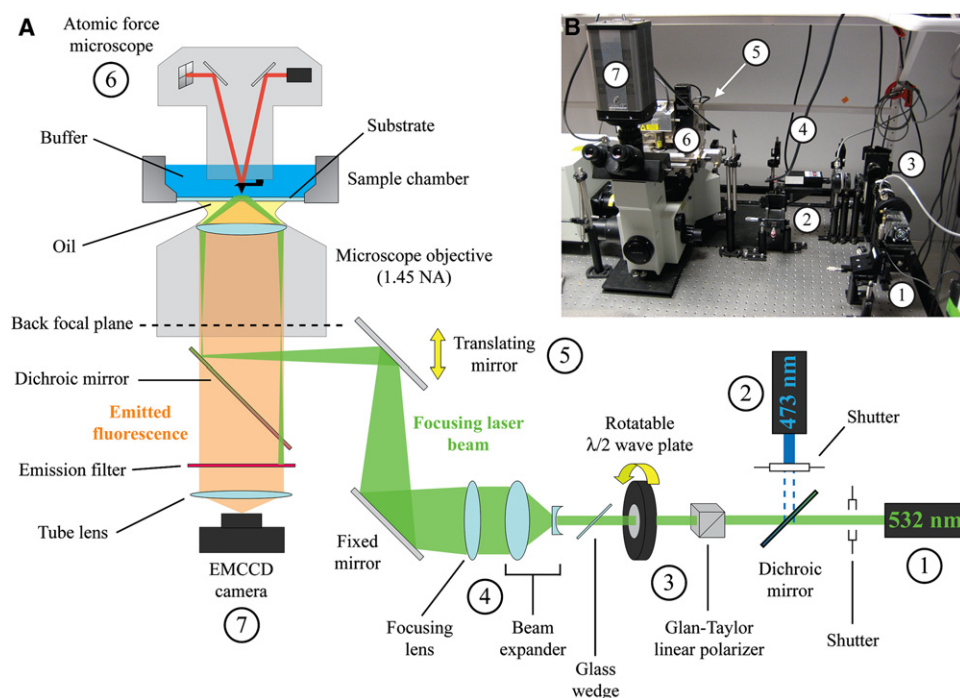 A
Atomic force
microscope
6
Buffer
Substrate
Sample chamber
Oil
Microscope objective
(1.45 NA)
Back focal plane
Dichroic mirror
Translating
mirror
5
Emitted
fluorescence
Focusing laser
beam
Emission filter
Tube lens
EMCCD
camera
7
Fixed
mirror
Focusing
lens
4
Beam
expander
Glass
wedge
Rotatable
λ/2 wave plate
3
Glan-Taylor
linear polarizer
2
473 nm
Shutter
Dichroic
mirror
Shutter
532 nm
1
B
7
5
6
4
3
2
1